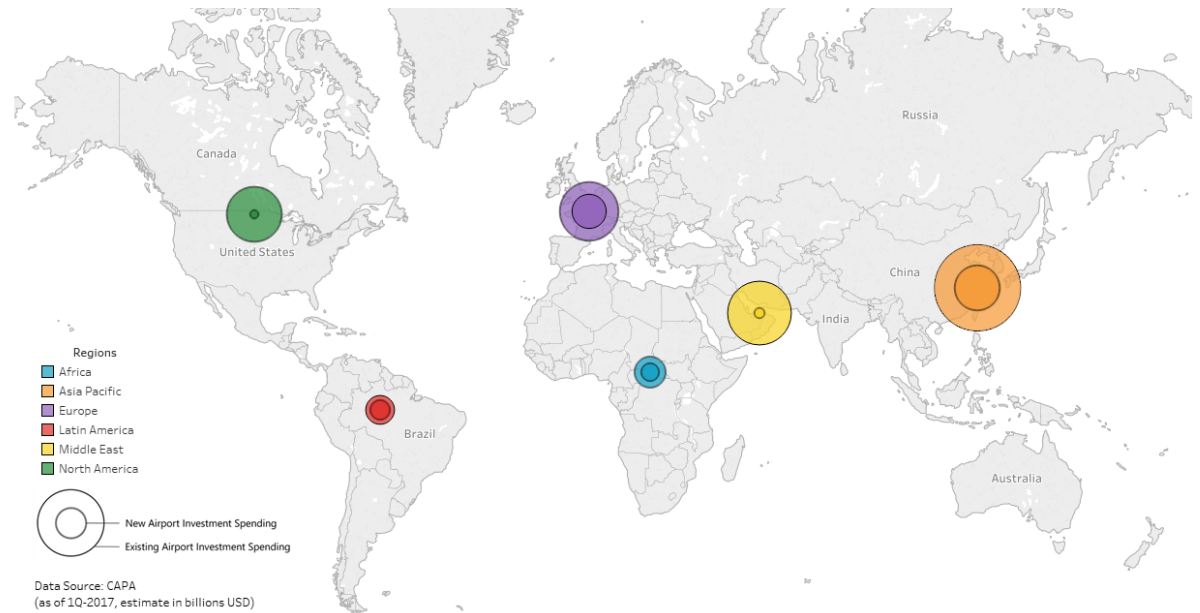 Russia
Canada
United States
China
India
Brazil
Australia
Regions
Africa
Asia Pacific
Europe
Latin America
Middle East
North America
New Airport Investment Spending
Existing Airport Investment Spending
Data Source: CAPA
(as of 1Q-2017, estimate in billions USD)